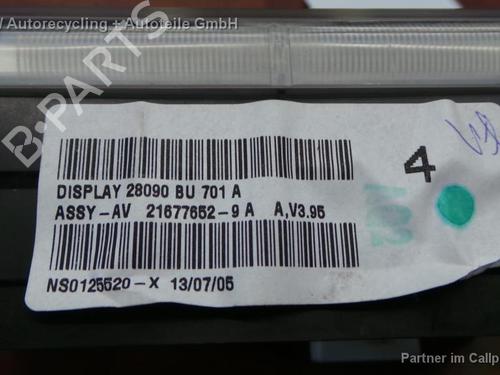 Autorecycling - Autoteile GmbH
B-PARTS
DISPLAY 28090 BU 701 A
ASSY-AV 21677652-9 A A,V3.95
NS0125520-X 13/07/05
4
Partner im Callp